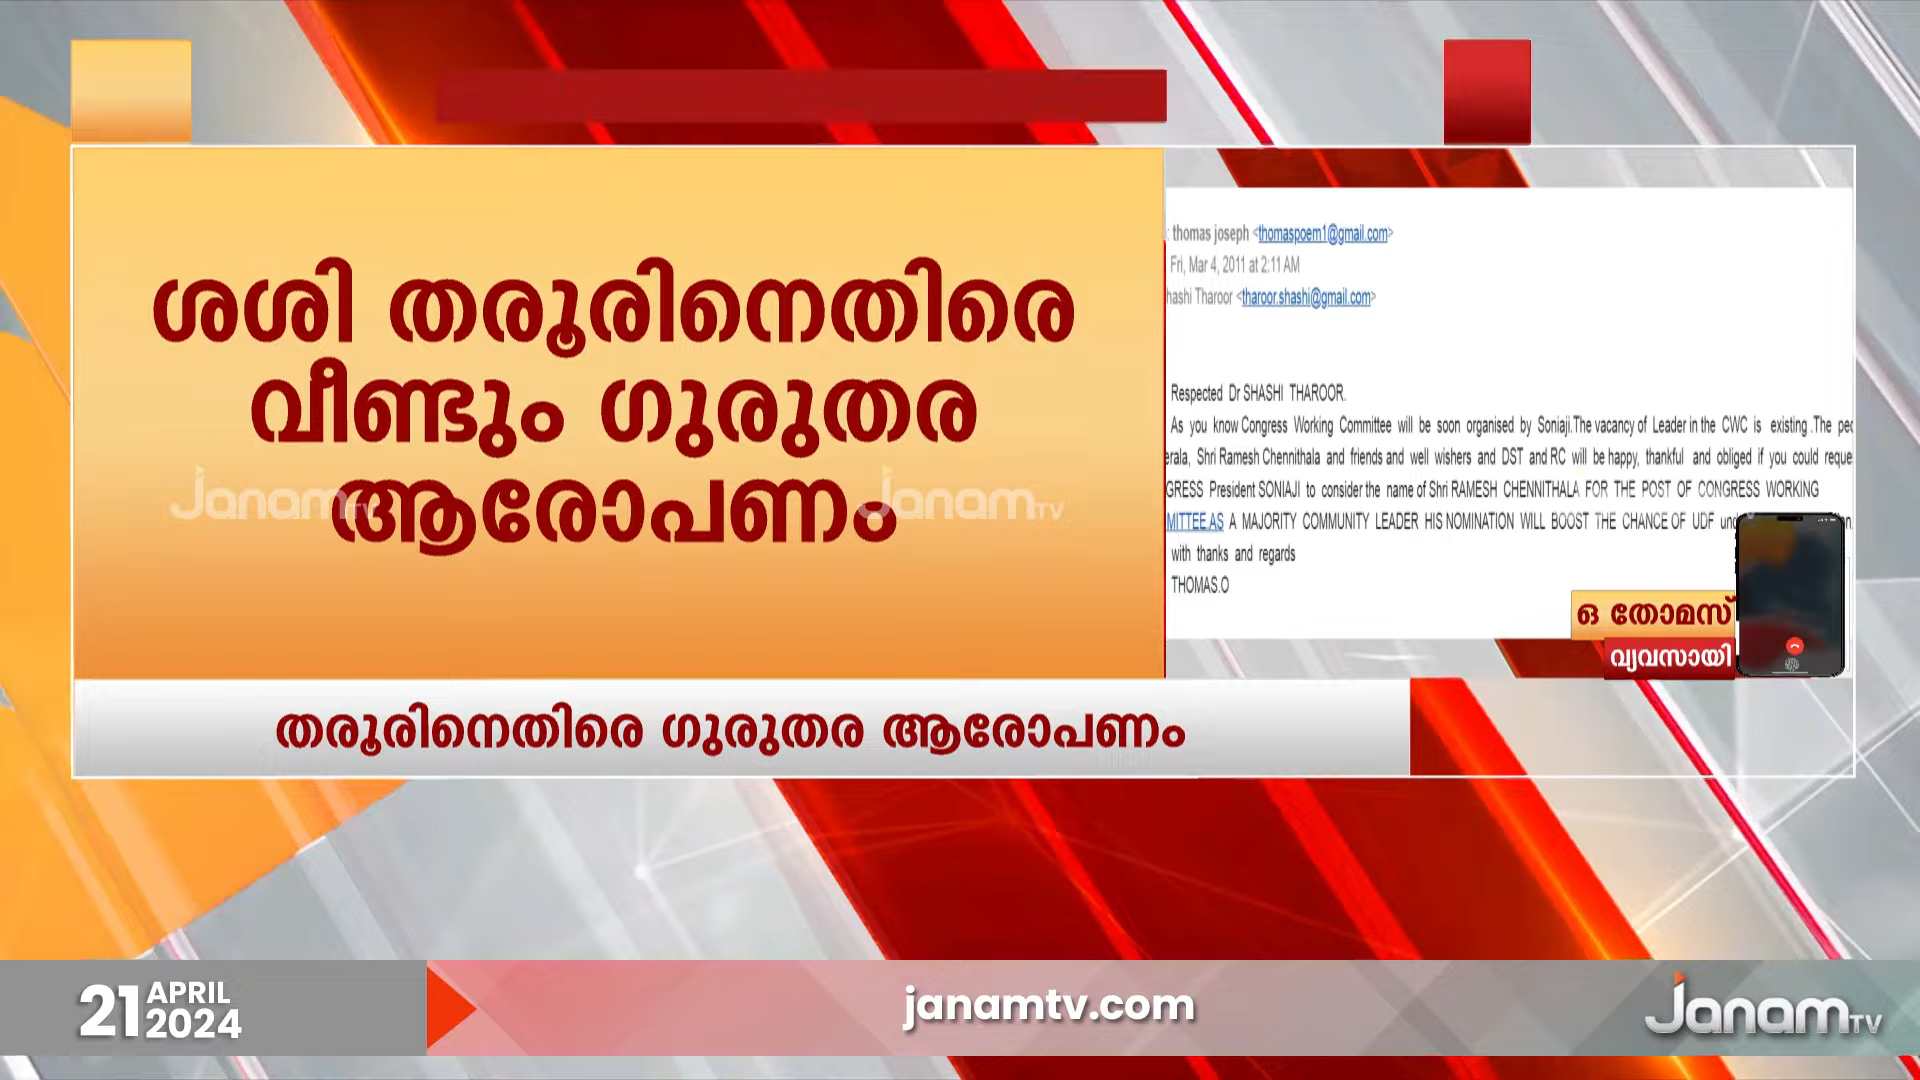 ശശി തരൂരിനെതിരെ
വീണ്ടും ഗുരുതര
ആരോപണം
Janam TV
Janam TV
thomas joseph <thomaspoem1@gmail.com>
Fri, Mar 4, 2011 at 2:11 AM
Tharoor <tharoor.shashi@gmail.com>
Respected Dr SHASHI THAROOR.
As you know Congress Working Committee will be soon organised by Soniaji.The vacancy of Leader in the CWC is existing .The
Shri Ramesh Chennithala and friends and well wishers and DST and RC will be happy, thankful and obliged if you could
President SONIAJI to consider the name of Shri RAMESH CHENNITHALA FOR THE POST OF CONGRESS WORKING
MITTEE.AS A MAJORITY COMMUNITY LEADER HIS NOMINATION WILL BOOST THE CHANCE OF UDF
with thanks and regards
THOMAS.O
ഒ തോമസ്
വ്യവസായി
തരൂരിനെതിരെ ഗുരുതര ആരോപണം
21 APRIL 2024
janamtv.com
Janam TV